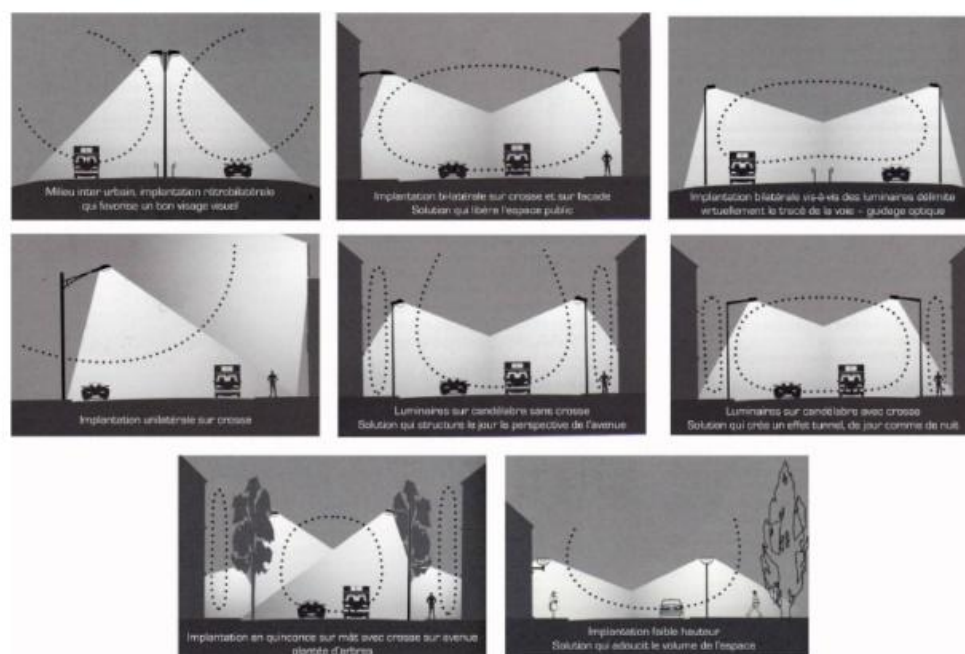 Milieu inter urbain, implantation rétrobilatérale
qui favorise un bon visage visuel
Implantation bilatérale sur crosse et sur façade
Solution qui libère l'espace public
Implantation bilatérale vis-à-vis des luminaires délimite
virtuellement le tracé de la voie – guidage optique
Implantation unilatérale sur crosse
Luminaires sur candélabre sans crosse
Solution qui structure le jour la perspective de l'avenue
Luminaires sur candélabre avec crosse
Solution qui crée un effet tunnel, de jour comme de nuit
Implantation en quinconce sur mât avec crosse sur avenue
plantée d'arbres
Implantation faible hauteur
Solution qui adoucit le volume de l'espace